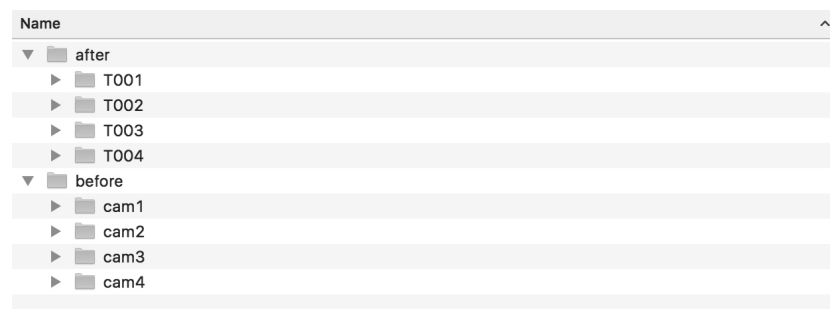 Name
after
T001
T002
T003
T004
before
cam1
cam2
cam3
cam4